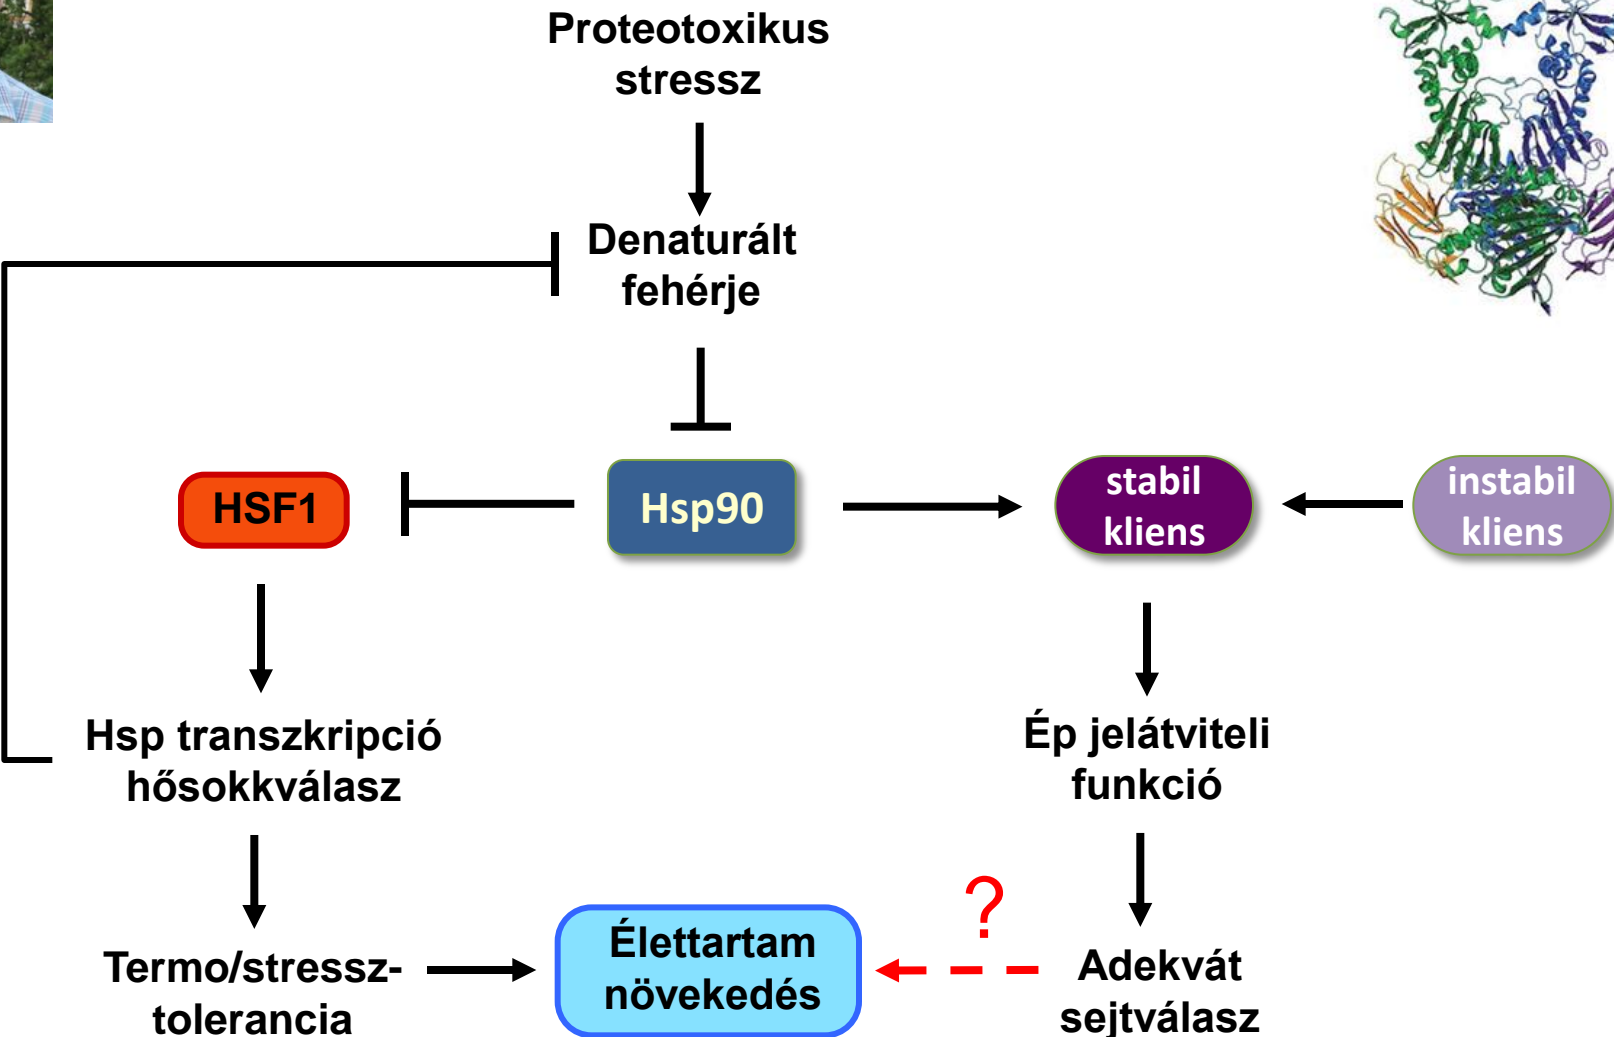 Proteotoxikus
stressz
Denaturált
fehérje
HSF1
Hsp90
stabil
kliens
instabil
kliens
Hsp transzkripció
hősokkválasz
Ép jelátviteli
funkció
?
Termo/stressz-
tolerancia
Élettartam
növekedés
Adekvát
sejtválasz